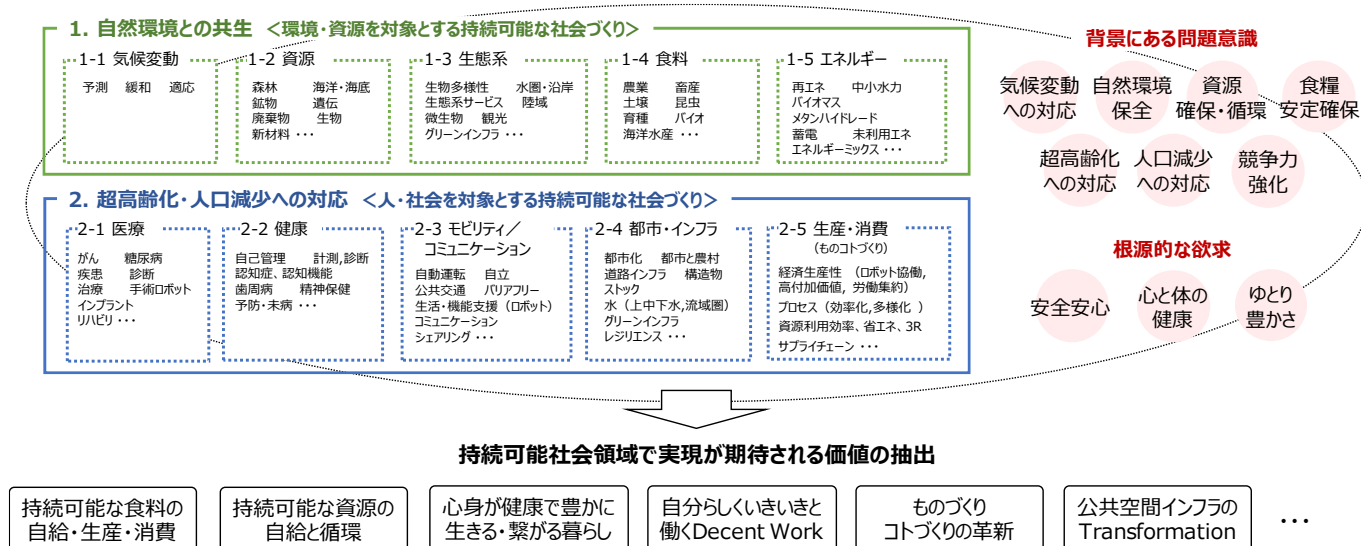 1. 自然環境との共生 <環境・資源を対象とする持続可能な社会づくり>
1-1 気候変動
予測 緩和 適応
1-2 資源
森林 海洋・海底
鉱物 遺伝
廃棄物 生物
新材料 ・・・
1-3 生態系
生物多様性 水圏・沿岸
生態系サービス 陸域
微生物 観光
グリーンインフラ ・・・
1-4 食料
農業 畜産
土壌 昆虫
育種 バイオ
海洋水産 ・・・
1-5 エネルギー
再エネ 中小水力
バイオマス
メタンハイドレード
蓄電 未利用エネ
エネルギーミックス ・・・
2. 超高齢化・人口減少への対応 <人・社会を対象とする持続可能な社会づくり>
2-1 医療
がん 糖尿病
疾患 診断
治療 手術ロボット
インプラント
リハビリ ・・・
2-2 健康
自己管理 計測,診断
認知症、認知機能
歯周病 精神保健
予防・未病 ・・・
2-3 モビリティ／
コミュニケーション
自動運転 自立
公共交通 バリアフリー
生活・機能支援（ロボット）
コミュニケーション
シェアリング ・・・
2-4 都市・インフラ
都市化 都市と農村
道路インフラ 構造物
ストック
水（上中下水,流域圏）
グリーンインフラ
レジリエンス ・・・
2-5 生産・消費
（ものコトづくり）
経済生産性 （ロボット協働,
高付加価値, 労働集約）
プロセス（効率化,多様化 ）
資源利用効率、省エネ、3R
サプライチェーン ・・・
背景にある問題意識
気候変動
への対応
自然環境
保全
資源
確保・循環
食糧
安定確保
超高齢化
への対応
人口減少
への対応
競争力
強化
根源的な欲求
安全安心
心と体の
健康
ゆとり
豊かさ
持続可能社会領域で実現が期待される価値の抽出
持続可能な食料の
自給・生産・消費
持続可能な資源の
自給と循環
心身が健康で豊かに
生きる・繋がる暮らし
自分らしくいきいきと
働くDecent Work
ものづくり
コトづくりの革新
公共空間インフラの
Transformation
・・・